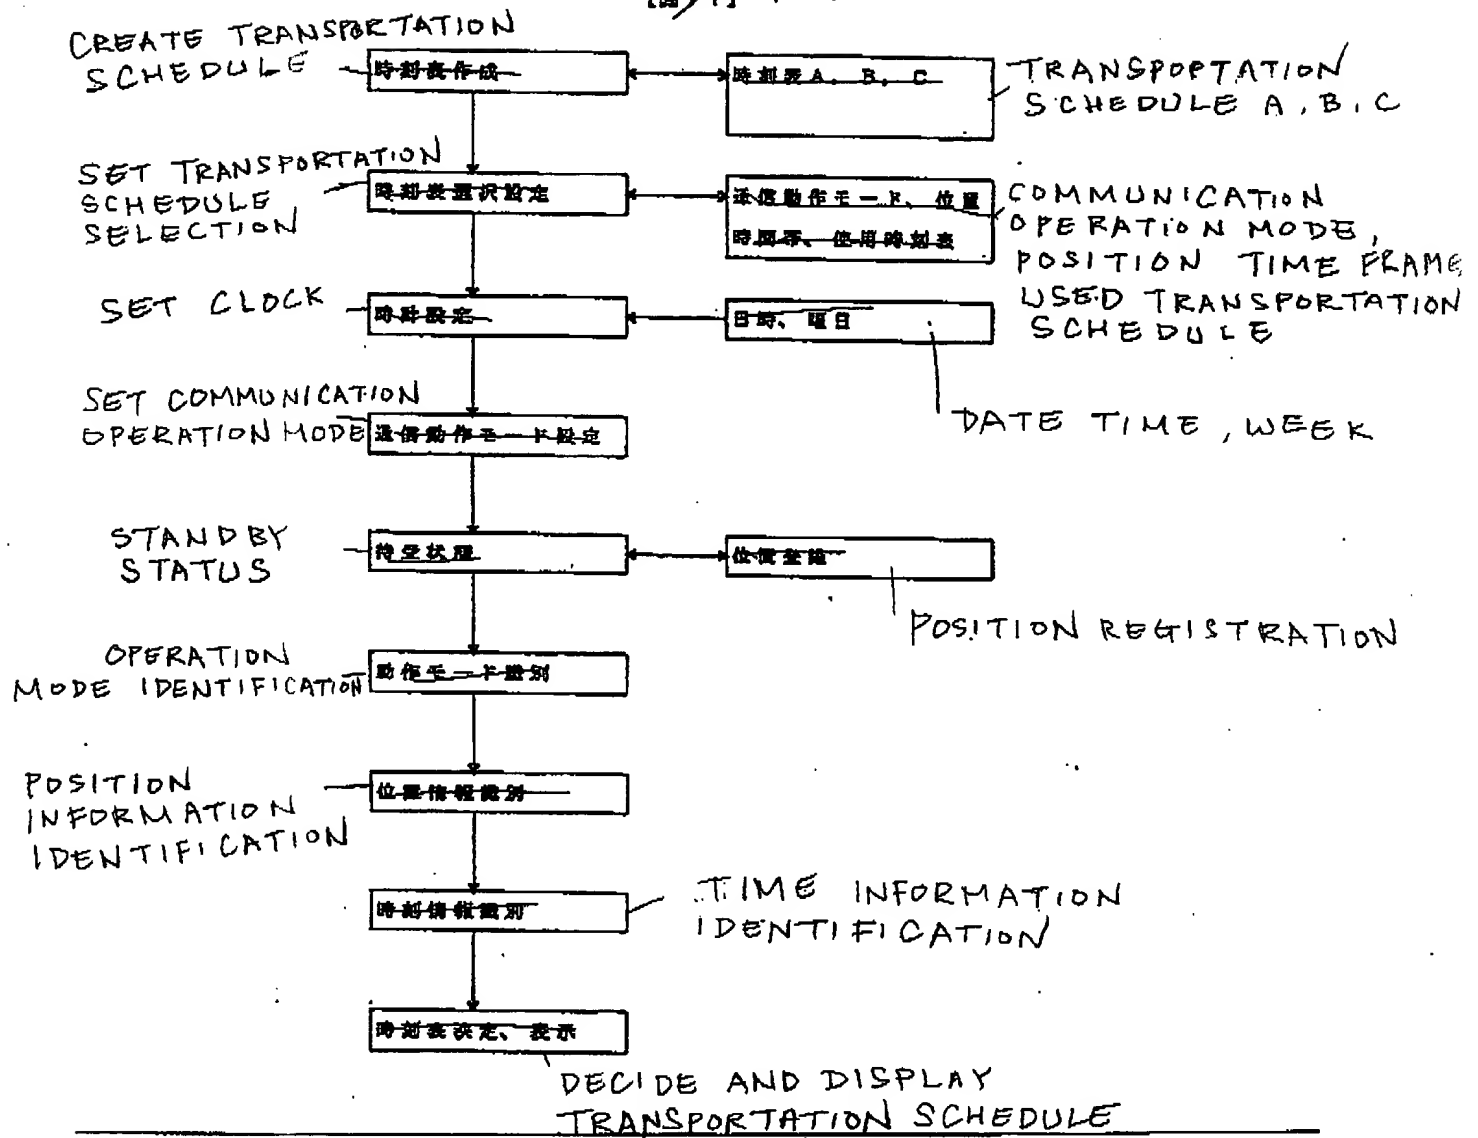 CREATE TRANSPORTATION
SCHEDULE
時刻表作成
時刻表A、B、C
TRANSPORTATION
SCHEDULE A, B, C
SET TRANSPORTATION
SCHEDULE
SELECTION
時刻表選択設定
通信動作モード、位置
時間帯、使用時刻表
COMMUNICATION
OPERATION MODE,
POSITION TIME FRAME
USED TRANSPORTATION
SCHEDULE
SET CLOCK
時計設定
日時、曜日
DATE TIME, WEEK
SET COMMUNICATION
OPERATION MODE
通信動作モード設定
STANDBY
STATUS
待受状態
位置登録
POSITION REGISTRATION
OPERATION
MODE IDENTIFICATION
動作モード識別
POSITION
INFORMATION
IDENTIFICATION
位置情報識別
時刻情報識別
TIME INFORMATION
IDENTIFICATION
時刻表決定、表示
DECIDE AND DISPLAY
TRANSPORTATION SCHEDULE